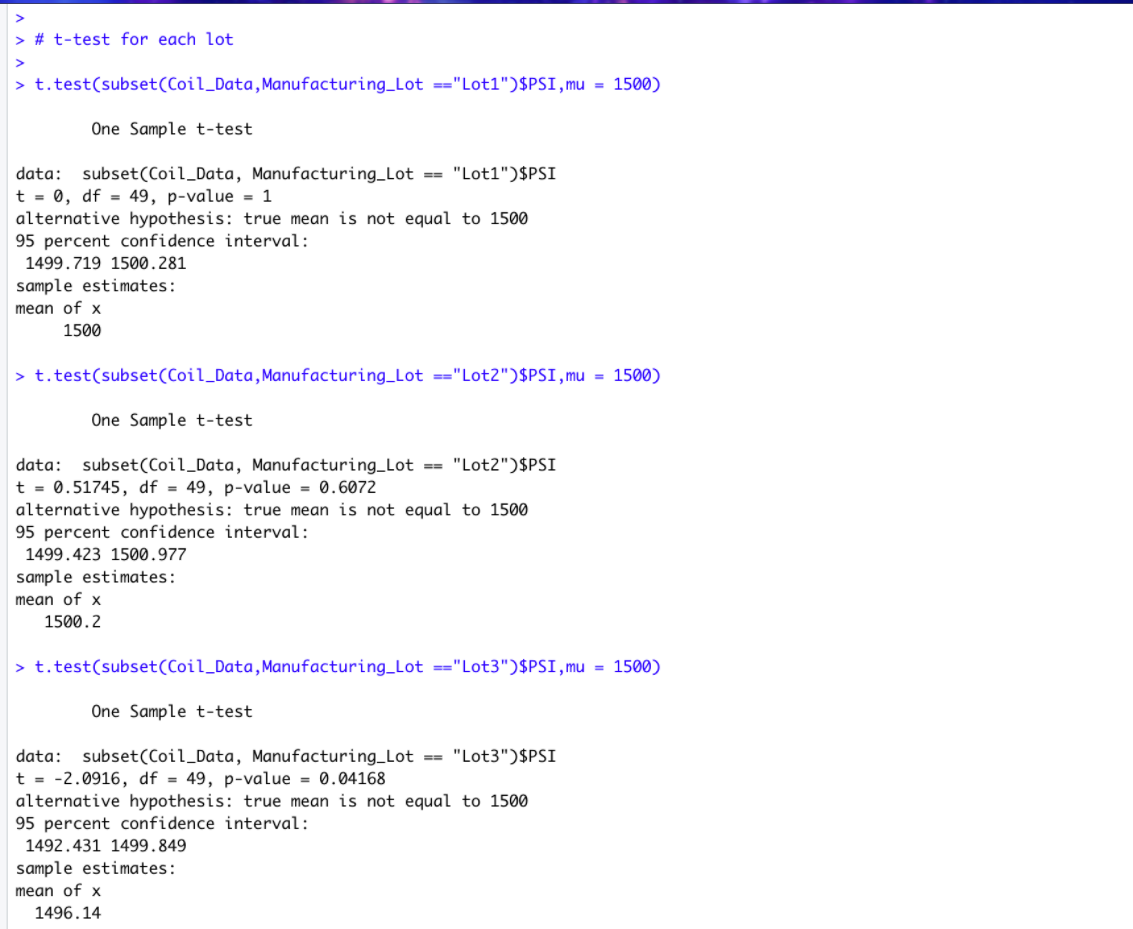 >
> # t-test for each lot
>
> t.test(subset(Coil_Data,Manufacturing_Lot =="Lot1")$PSI,mu = 1500)
One Sample t-test
data:  subset(Coil_Data, Manufacturing_Lot == "Lot1")$PSI
t = 0, df = 49, p-value = 1
alternative hypothesis: true mean is not equal to 1500
95 percent confidence interval:
1499.719 1500.281
sample estimates:
mean of x
1500
> t.test(subset(Coil_Data,Manufacturing_Lot =="Lot2")$PSI,mu = 1500)
One Sample t-test
data:  subset(Coil_Data, Manufacturing_Lot == "Lot2")$PSI
t = 0.51745, df = 49, p-value = 0.6072
alternative hypothesis: true mean is not equal to 1500
95 percent confidence interval:
1499.423 1500.977
sample estimates:
mean of x
1500.2
> t.test(subset(Coil_Data,Manufacturing_Lot =="Lot3")$PSI,mu = 1500)
One Sample t-test
data:  subset(Coil_Data, Manufacturing_Lot == "Lot3")$PSI
t = -2.0916, df = 49, p-value = 0.04168
alternative hypothesis: true mean is not equal to 1500
95 percent confidence interval:
1492.431 1499.849
sample estimates:
mean of x
1496.14